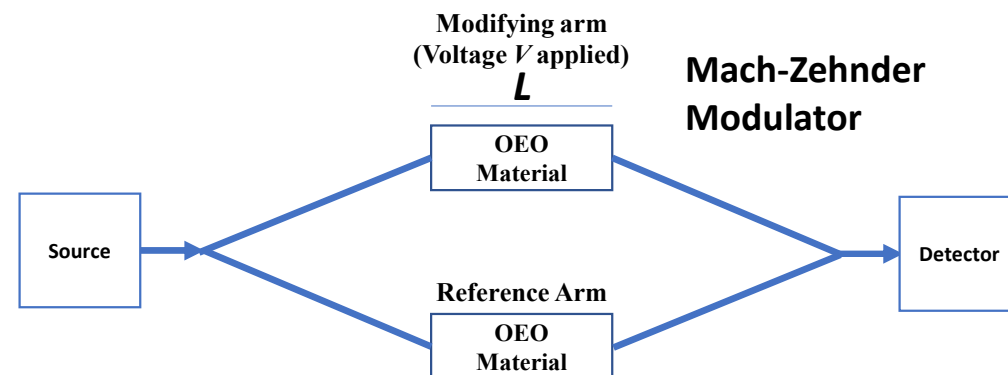 Modifying arm
(Voltage V applied)
L
Mach-Zehnder
Modulator
OEO
Material
Source
Detector
Reference Arm
OEO
Material